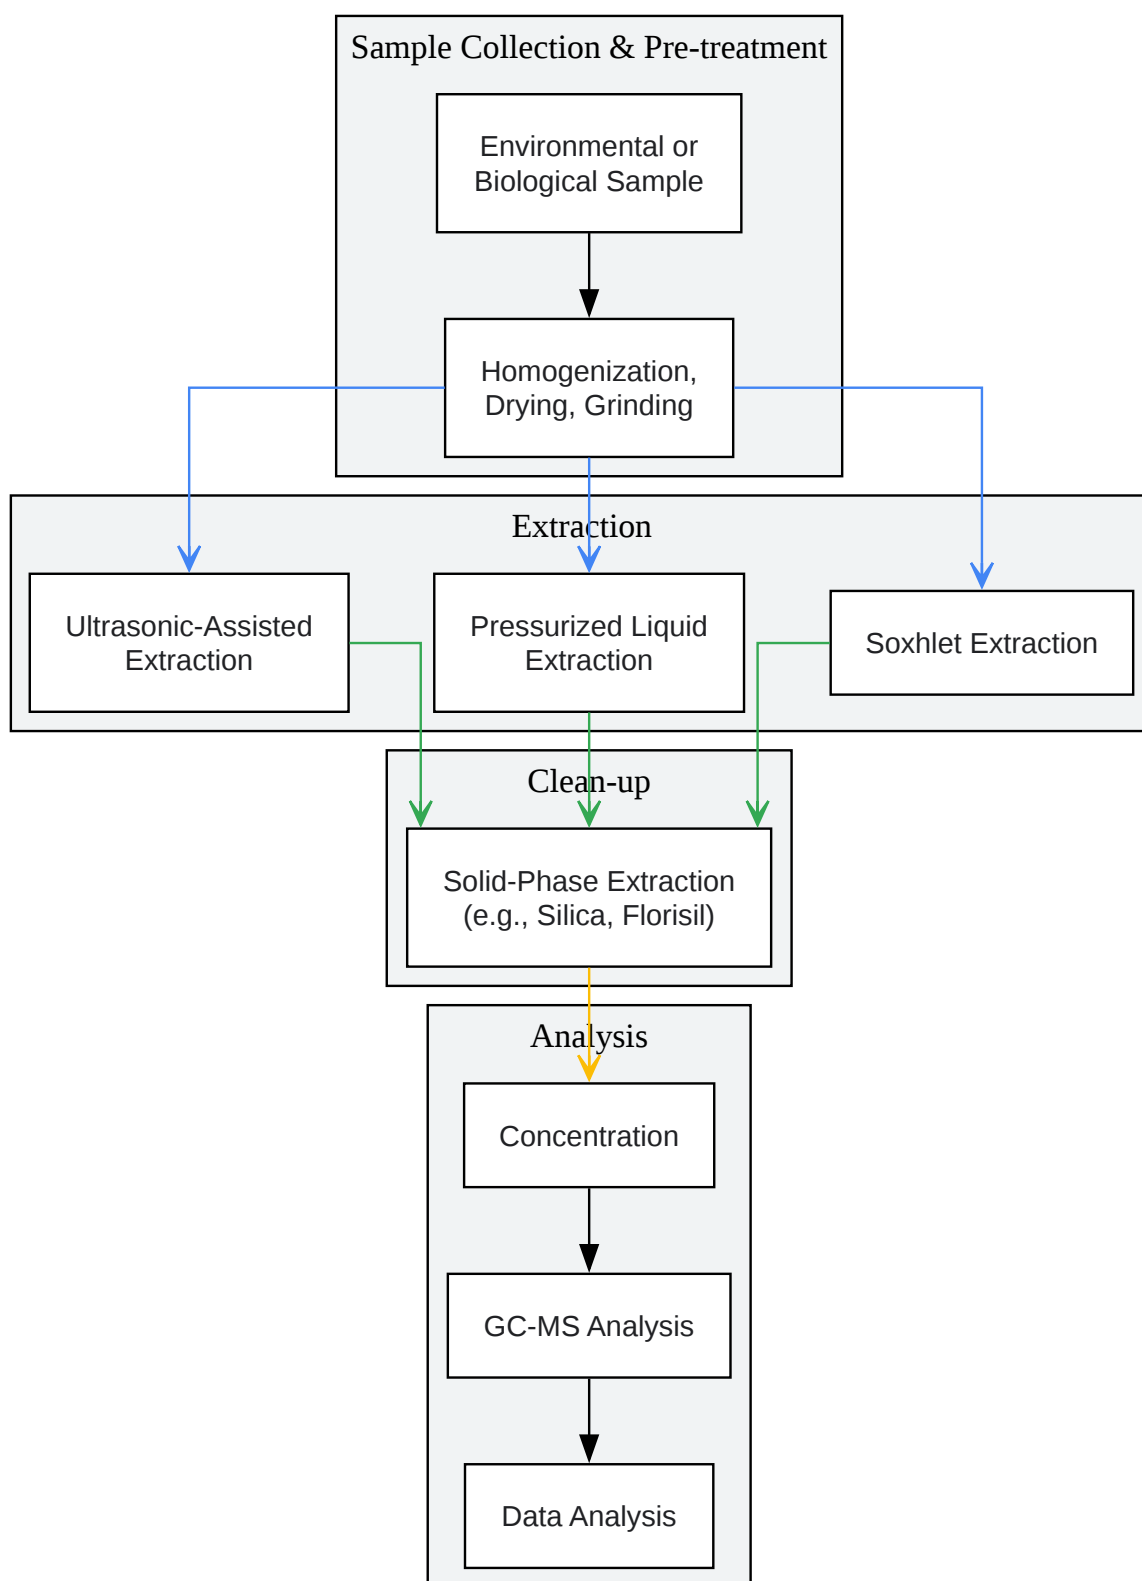 Sample Collection & Pre-treatment
Environmental or
Biological Sample
Homogenization,
Drying, Grinding
Extraction
Ultrasonic-Assisted
Extraction
Pressurized Liquid
Extraction
Soxhlet Extraction
Clean-up
Solid-Phase Extraction
(e.g., Silica, Florisil)
Analysis
Concentration
GC-MS Analysis
Data Analysis